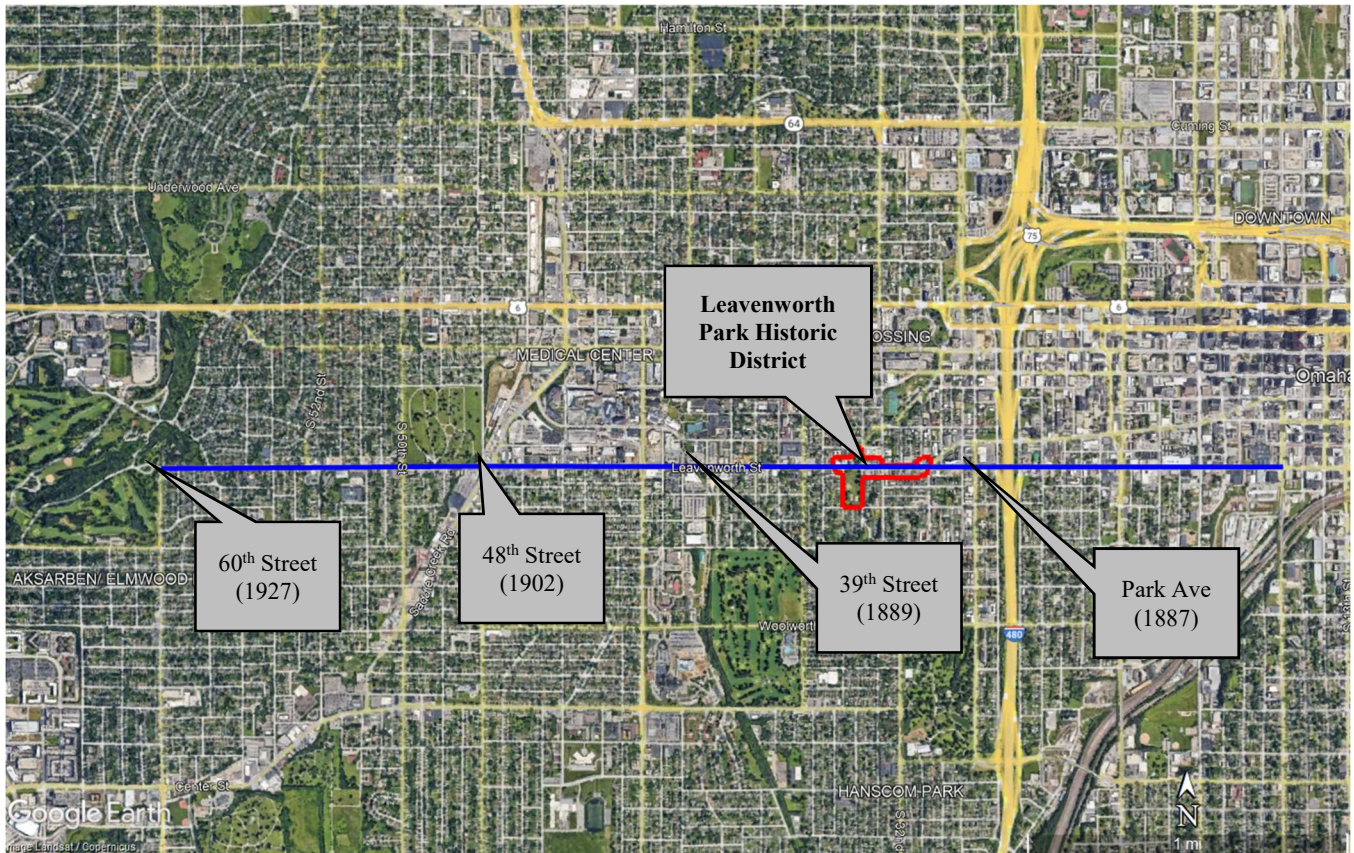 Hamilton St
64
Cuming St
Underwood Ave
DOWNTOWN
75
6
6
Leavenworth
Park Historic
District
OSSING
MEDICAL CENTER
Omaha
S 52nd St
S 50th St
Leavenworth St
60th Street
(1927)
48th Street
(1902)
39th Street
(1889)
Park Ave
(1887)
AKSARBEN/ ELMWOOD
Saddle Creek Rd
Woolworth
480
Center St
HANSCOM PARK
S 32nd
Google Earth
N
1 mi
Image Landsat / Copernicus